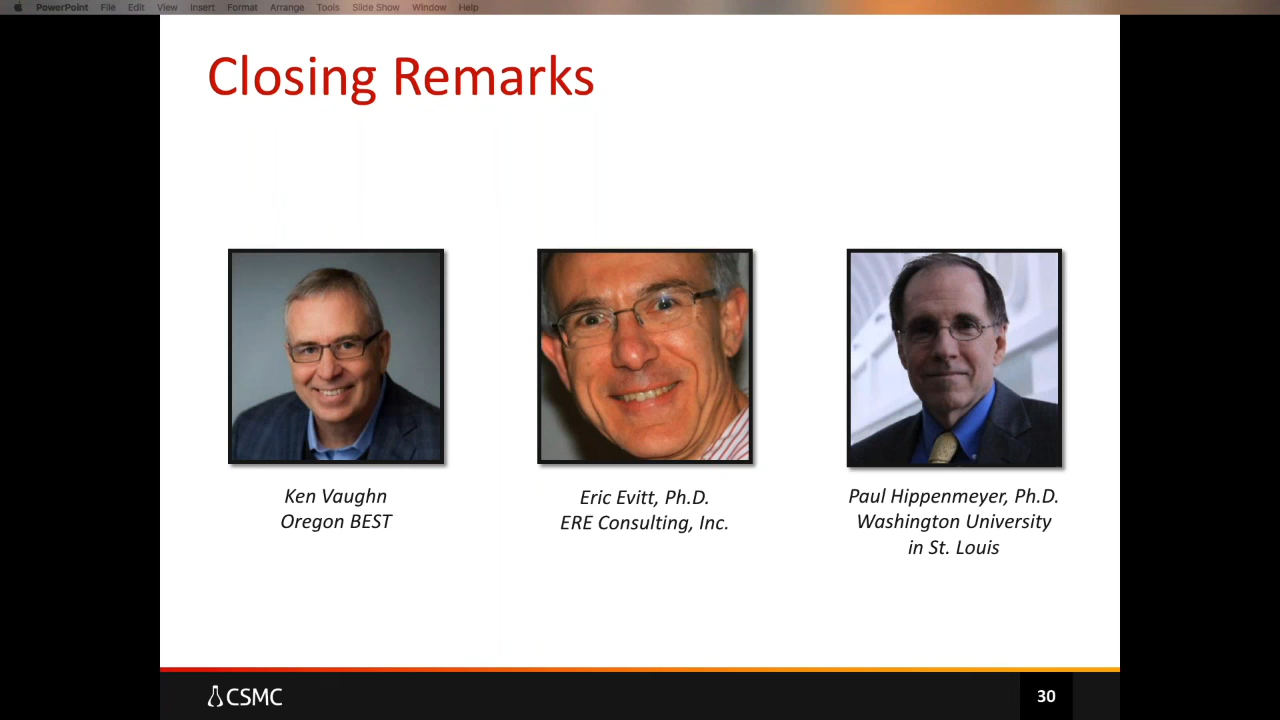 PowerPoint File Edit View Insert Format Arrange Tools Slide Show Window Help
Closing Remarks
Ken Vaughn
Oregon BEST
Eric Evitt, Ph.D.
ERE Consulting, Inc.
Paul Hippenmeyer, Ph.D.
Washington University
in St. Louis
CSMC
30